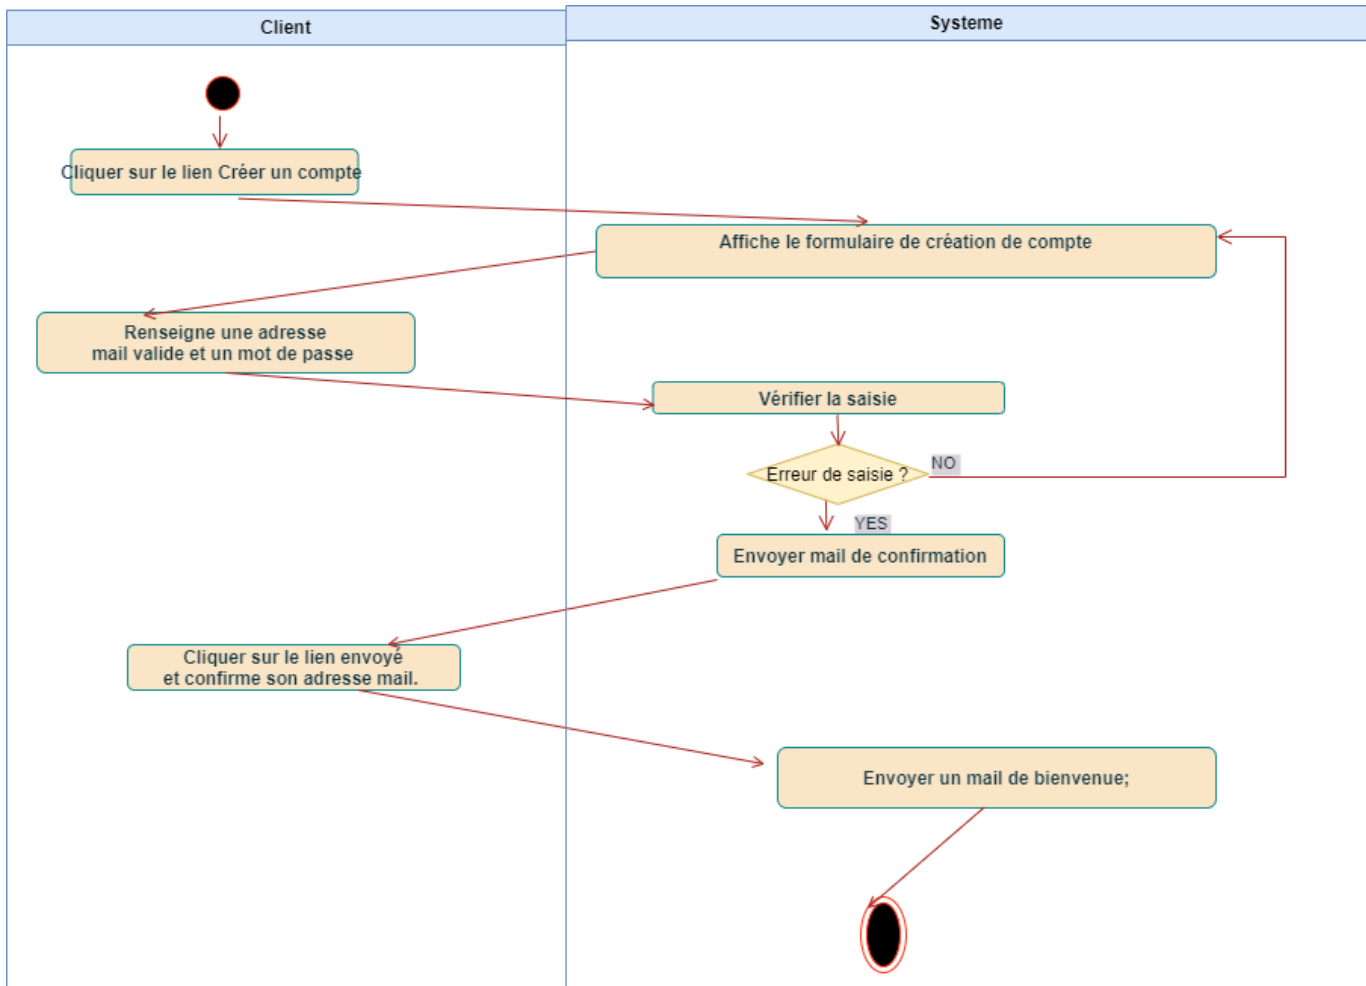 Client
Systeme
Cliquer sur le lien Créer un compte
Affiche le formulaire de création de compte
Renseigne une adresse
mail valide et un mot de passe
Vérifier la saisie
Erreur de saisie ?
NO
YES
Envoyer mail de confirmation
Cliquer sur le lien envoyé
et confirme son adresse mail.
Envoyer un mail de bienvenue;